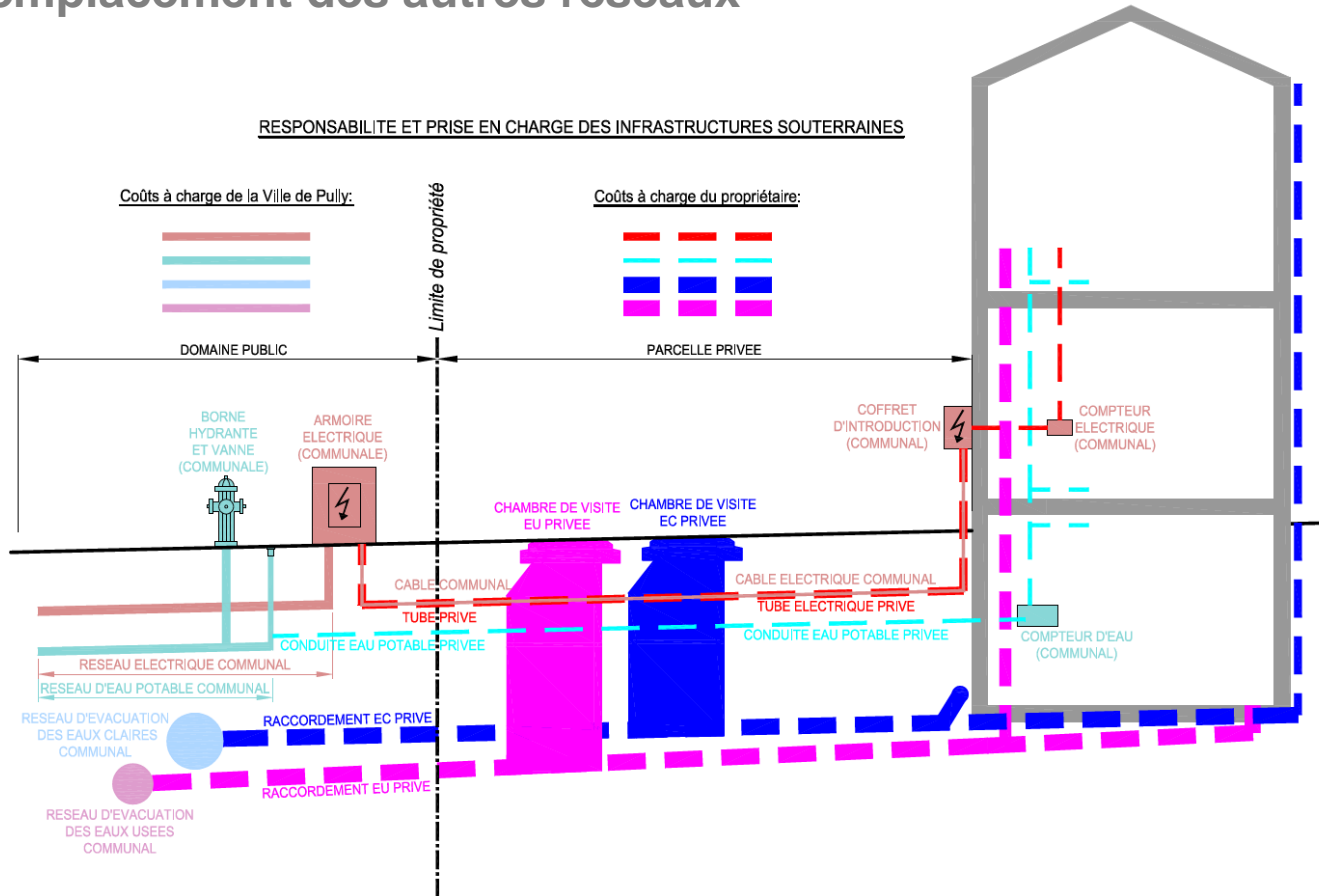 emplacement des autres réseaux
RESPONSABILITE ET PRISE EN CHARGE DES INFRASTRUCTURES SOUTERRAINES
Coûts à charge de la Ville de Pully:
Limite de propriété
Coûts à charge du propriétaire:
DOMAINE PUBLIC
PARCELLE PRIVEE
BORNE
HYDRANTE
ET VANNE
(COMMUNALE)
ARMOIRE
ELECTRIQUE
(COMMUNALE)
COFFRET
D'INTRODUCTION
(COMMUNAL)
COMPTEUR
ELECTRIQUE
(COMMUNAL)
CHAMBRE DE VISITE
EU PRIVEE
CHAMBRE DE VISITE
EC PRIVEE
CABLE COMMUNAL
TUBE PRIVE
CABLE ELECTRIQUE COMMUNAL
TUBE ELECTRIQUE PRIVE
CONDUITE EAU POTABLE PRIVEE
CONDUITE EAU POTABLE PRIVEE
COMPTEUR D'EAU
(COMMUNAL)
RESEAU ELECTRIQUE COMMUNAL
RESEAU D'EAU POTABLE COMMUNAL
RESEAU D'EVACUATION
DES EAUX CLAIRES
COMMUNAL
RACCORDEMENT EC PRIVE
RACCORDEMENT EU PRIVE
RESEAU D'EVACUATION
DES EAUX USEES
COMMUNAL